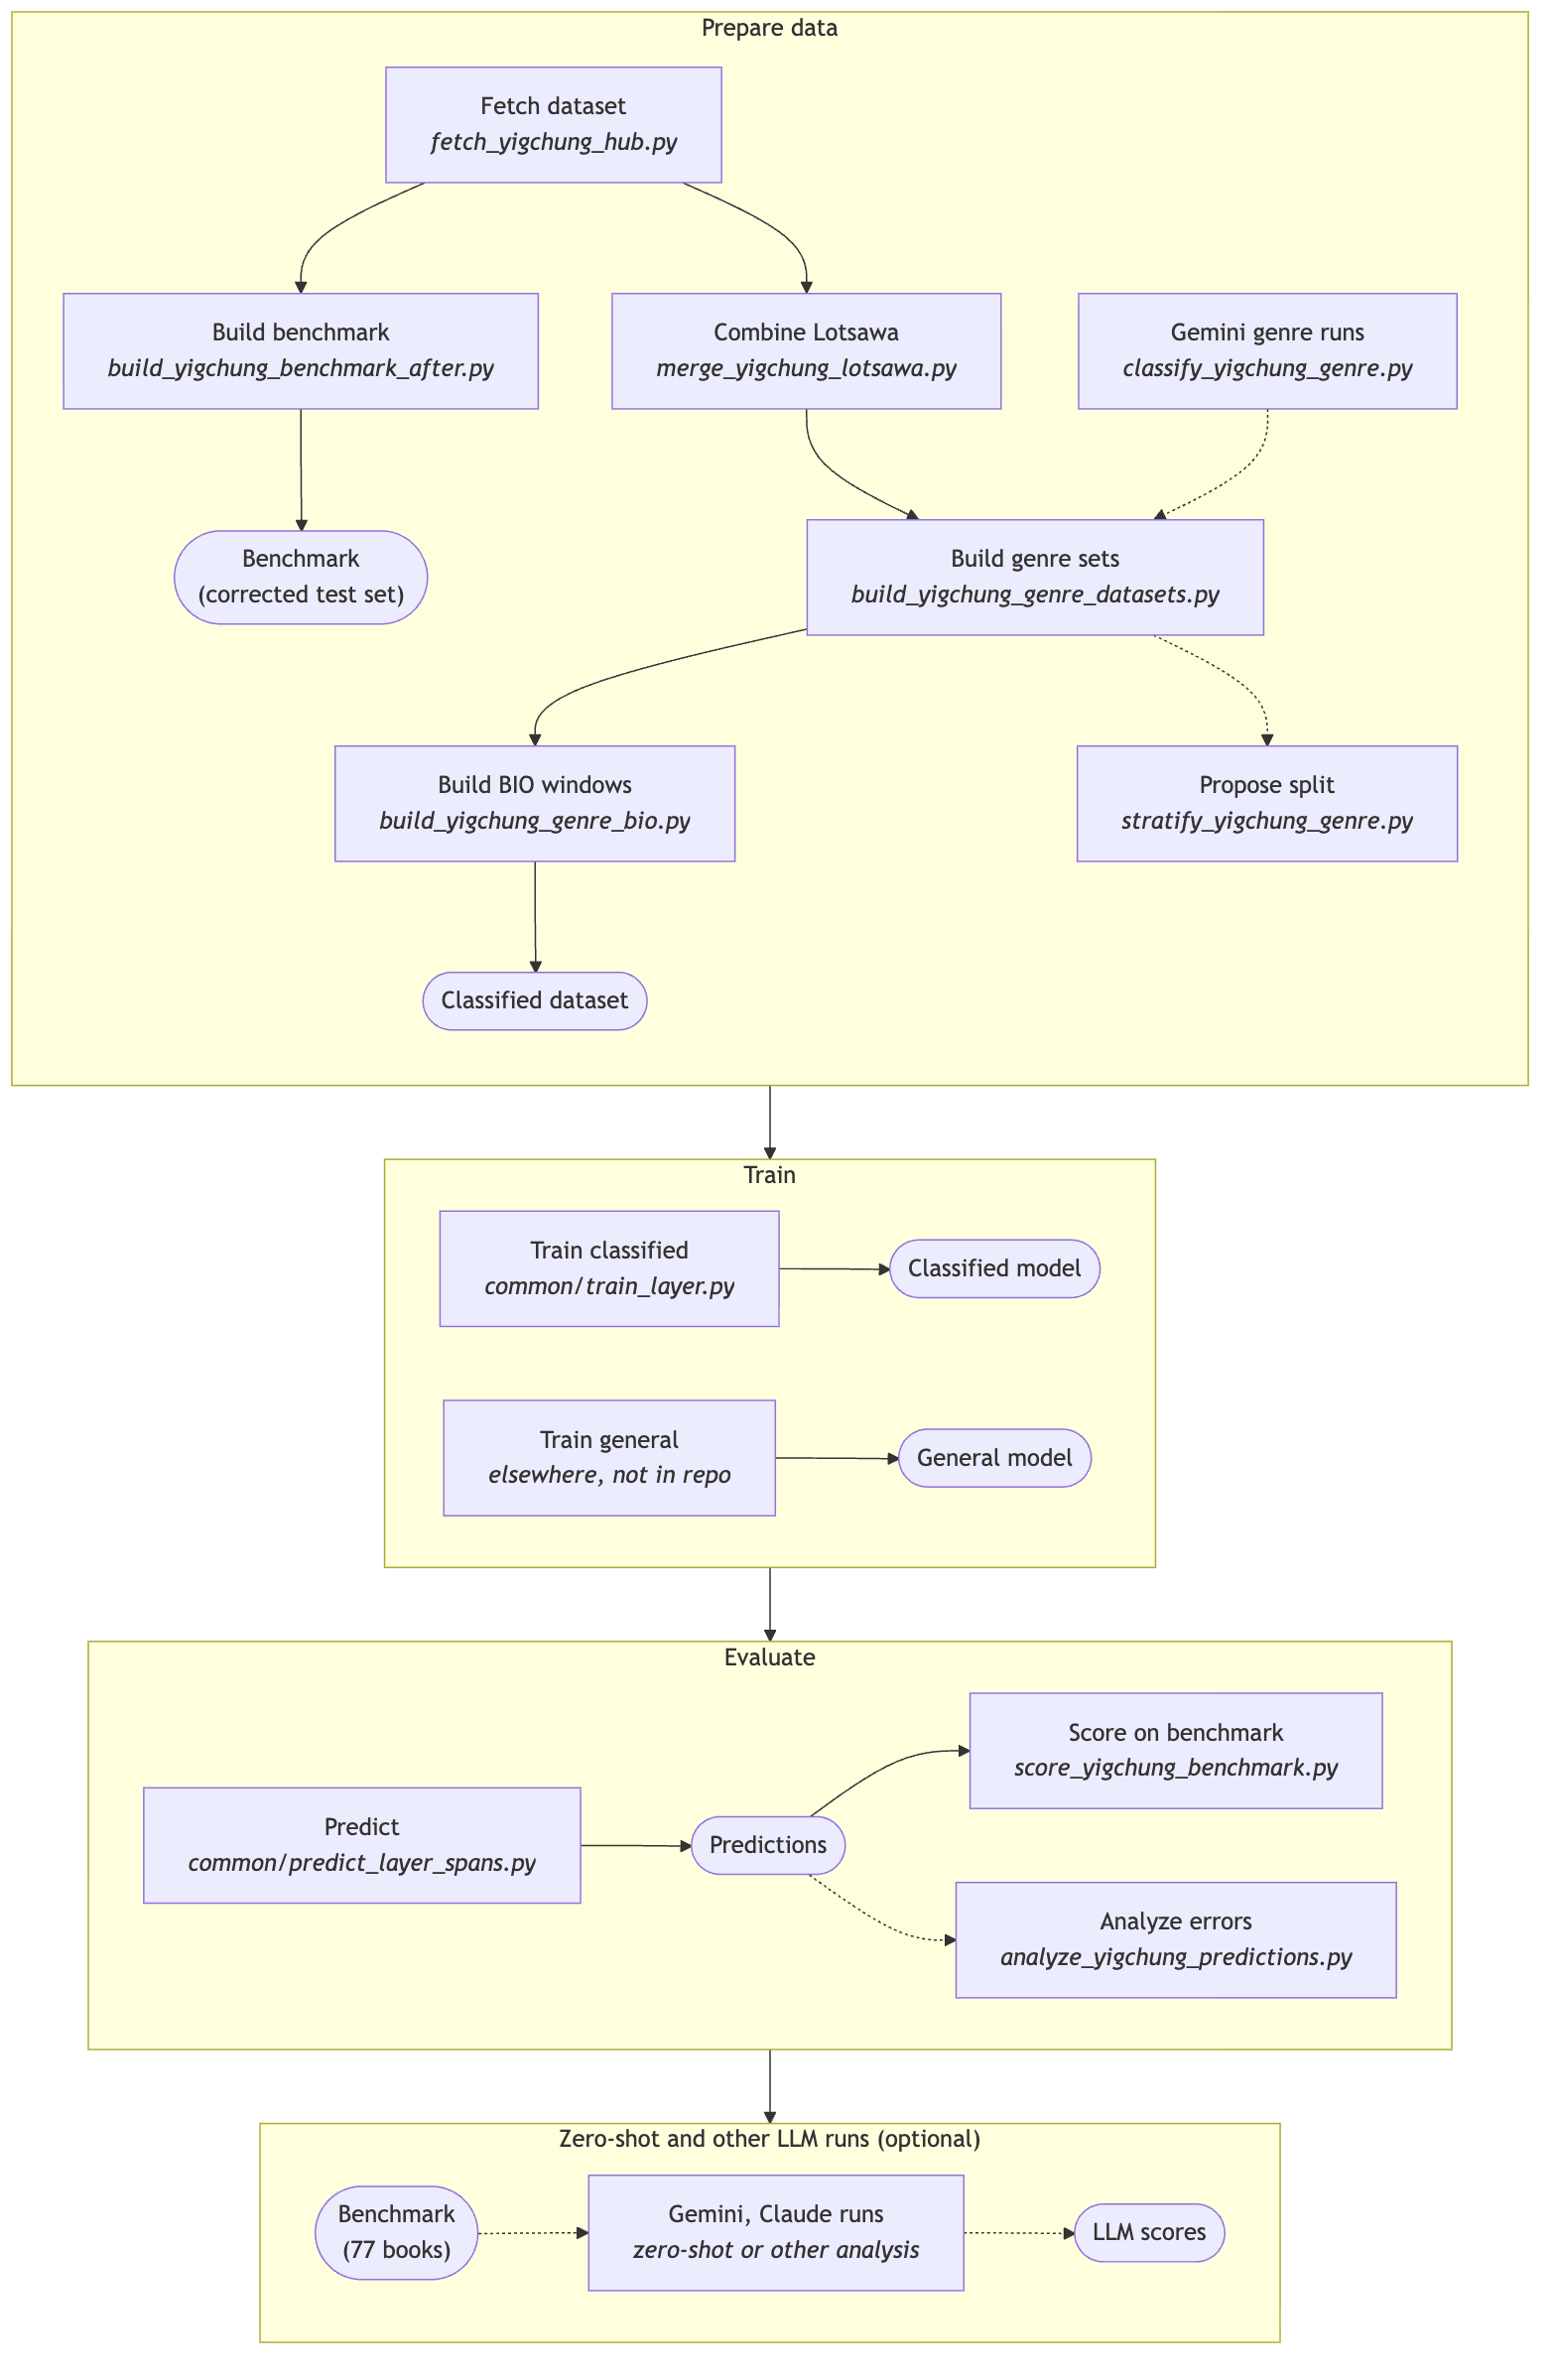 Prepare data
Fetch dataset
fetch_yigchung_hub.py
Build benchmark
build_yigchung_benchmark_after.py
Combine Lotsawa
merge_yigchung_lotsawa.py
Gemini genre runs
classify_yigchung_genre.py
Benchmark
(corrected test set)
Build genre sets
build_yigchung_genre_datasets.py
Build BIO windows
build_yigchung_genre_bio.py
Propose split
stratify_yigchung_genre.py
Classified dataset
Train
Train classified
common/train_layer.py
Classified model
Train general
elsewhere, not in repo
General model
Evaluate
Predict
common/predict_layer_spans.py
Predictions
Score on benchmark
score_yigchung_benchmark.py
Analyze errors
analyze_yigchung_predictions.py
Zero-shot and other LLM runs (optional)
Benchmark
(77 books)
Gemini, Claude runs
zero-shot or other analysis
LLM scores